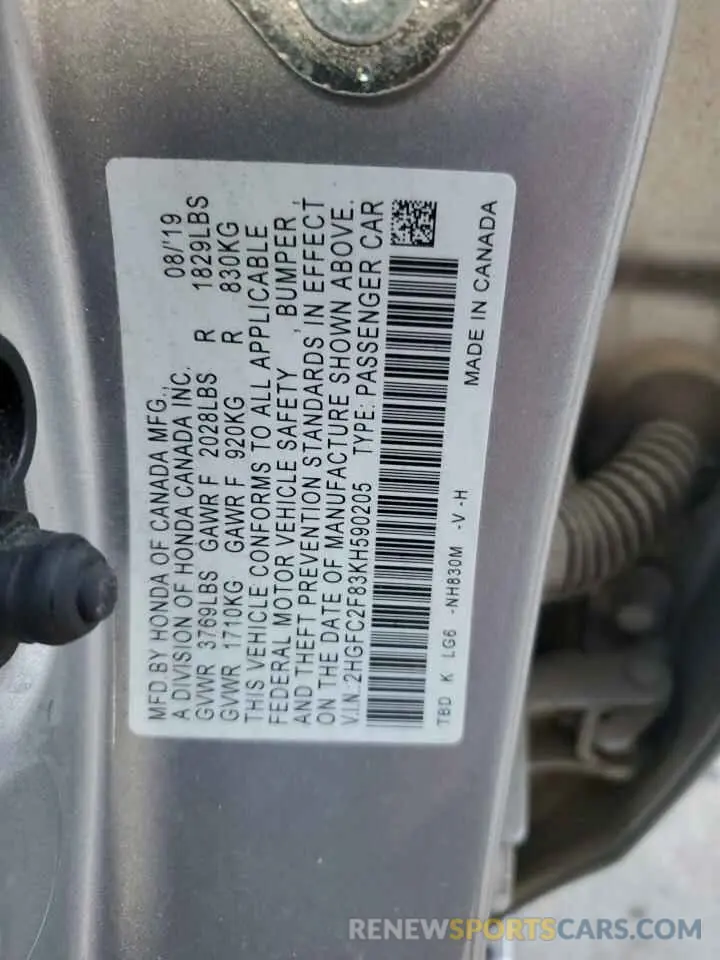 MFD.BY HONDA OF CANADA MFG., 08/'19
A DIVISION OF HONDA CANADA INC.
GVWR 3769LBS GAWR F 2028LBS R 1829LBS
GVWR 1710KG GAWR F 920KG R 830KG
THIS VEHICLE CONFORMS TO ALL APPLICABLE
FEDERAL MOTOR VEHICLE SAFETY, BUMPER,
AND THEFT PREVENTION STANDARDS IN EFFECT
ON THE DATE OF MANUFACTURE SHOWN ABOVE.
V.I.N.: 2HGFC2F83KH590205 TYPE: PASSENGER CAR
TBD K LG6 -NH830M -V-H MADE IN CANADA
RENEWSPORTSCARS.COM